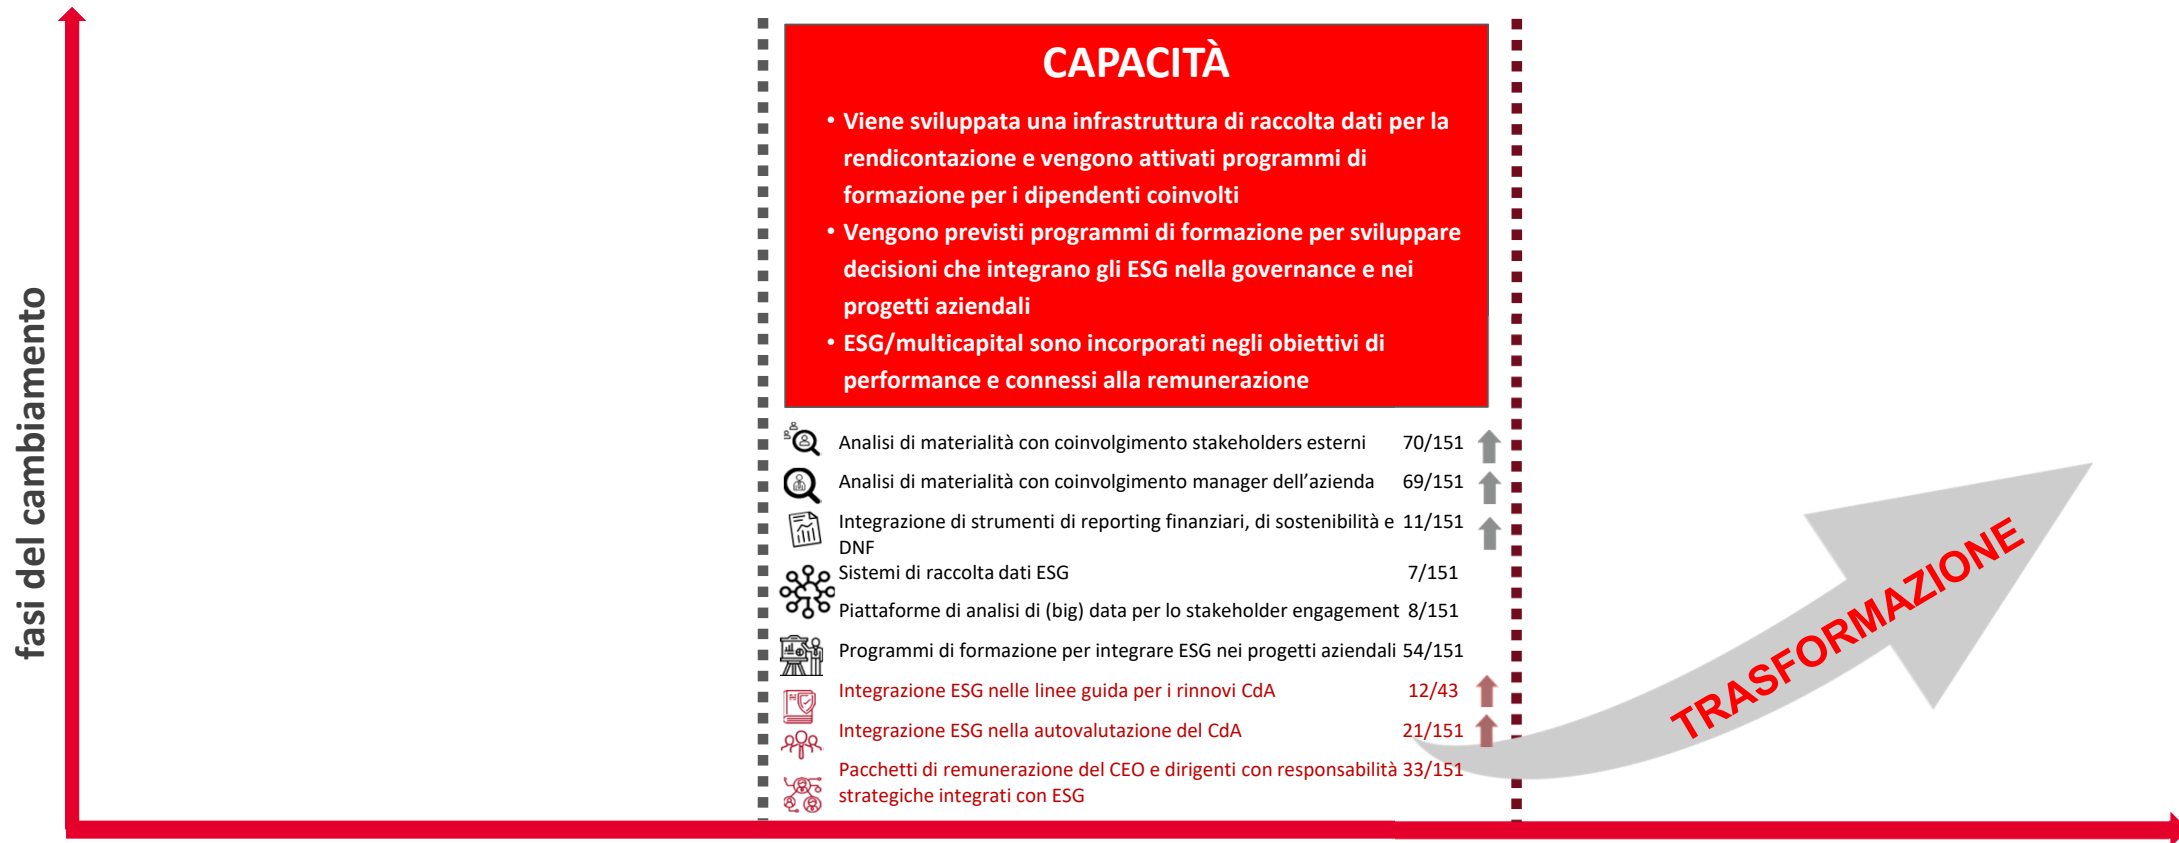 fasi del cambiamento
CAPACITÀ
• Viene sviluppata una infrastruttura di raccolta dati per la
rendicontazione e vengono attivati programmi di
formazione per i dipendenti coinvolti
• Vengono previsti programmi di formazione per sviluppare
decisioni che integrano gli ESG nella governance e nei
progetti aziendali
• ESG/multicapital sono incorporati negli obiettivi di
performance e connessi alla remunerazione
Analisi di materialità con coinvolgimento stakeholders esterni 70/151
Analisi di materialità con coinvolgimento manager dell’azienda 69/151
Integrazione di strumenti di reporting finanziari, di sostenibilità e 11/151
DNF
Sistemi di raccolta dati ESG 7/151
Piattaforme di analisi di (big) data per lo stakeholder engagement 8/151
Programmi di formazione per integrare ESG nei progetti aziendali 54/151
Integrazione ESG nelle linee guida per i rinnovi CdA 12/43
Integrazione ESG nella autovalutazione del CdA 21/151
Pacchetti di remunerazione del CEO e dirigenti con responsabilità 33/151
strategiche integrati con ESG
TRASFORMAZIONE